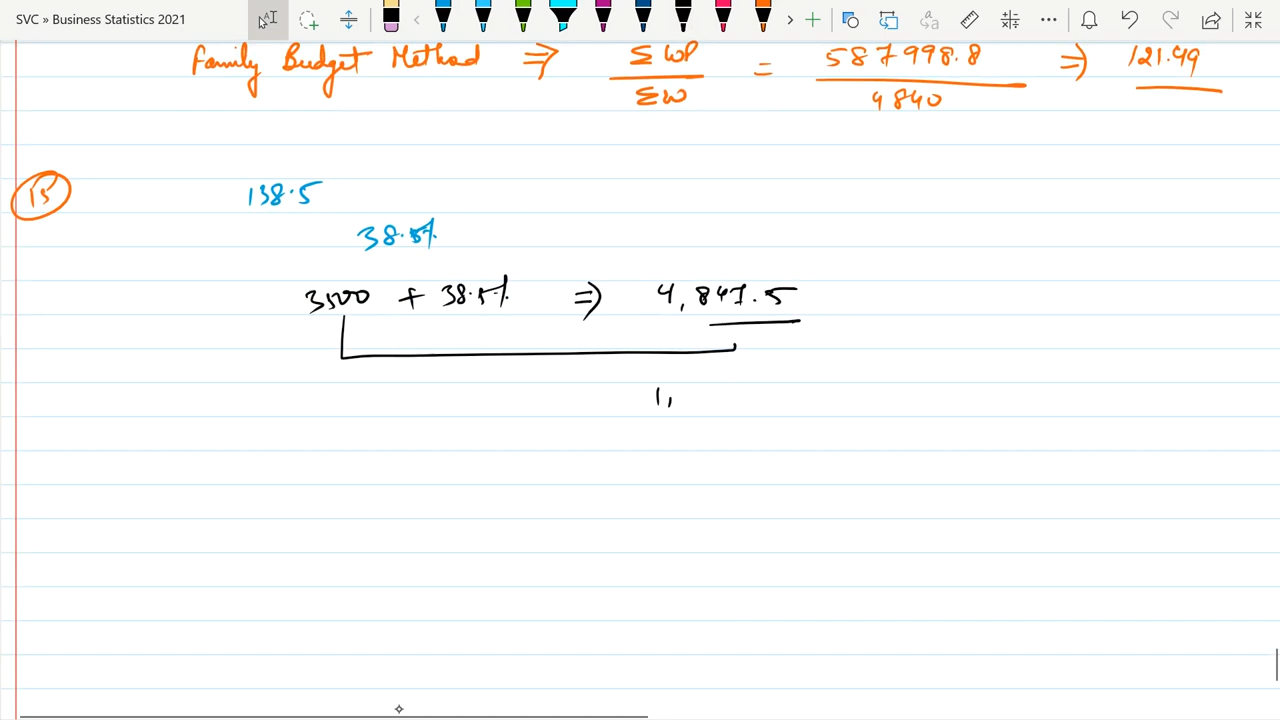 SVC » Business Statistics 2021
Family Budget Method ⇒ ΣWP / ΣW = 587998.8 / 4840 ⇒ 121.49
15
138.5
38.5%
3500 + 38.5% ⇒ 4,847.5
1,